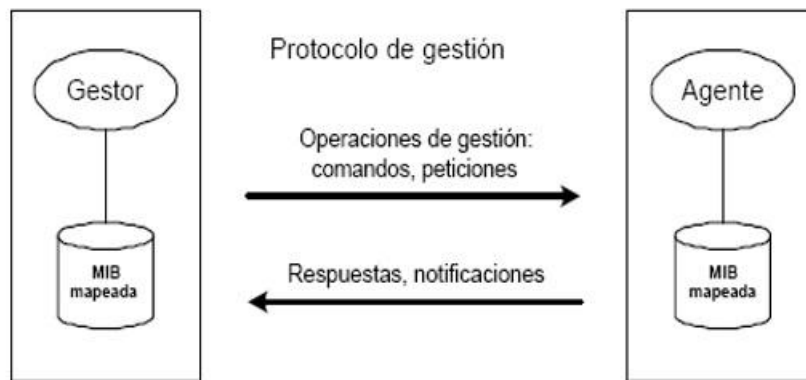 Protocolo de gestión
Gestor
Agente
Operaciones de gestión:
comandos, peticiones
MIB
mapeada
Respuestas, notificaciones
MIB
mapeada